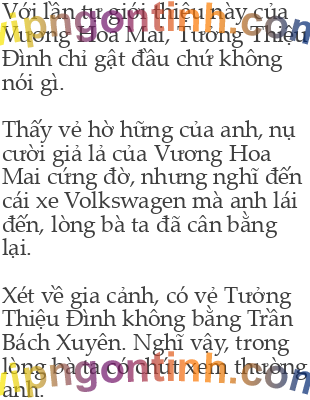 Với lần tự giới thiệu này của
Vương Hoa Mai, Tưởng Thiệu
Đình chỉ gật đầu chứ không
nói gì.
Thấy vẻ hờ hững của anh, nụ
cười giả lả của Vương Hoa
Mai cứng đờ, nhưng nghĩ đến
cái xe Volkswagen mà anh lái
đến, lòng bà ta đã cân bằng
lại.
Xét về gia cảnh, có vẻ Tưởng
Thiệu Đình không bằng Trần
Bách Xuyên. Nghĩ vậy, trong
lòng bà ta có chút xem thường
anh.
vipngontinh.com
vipngontinh.com